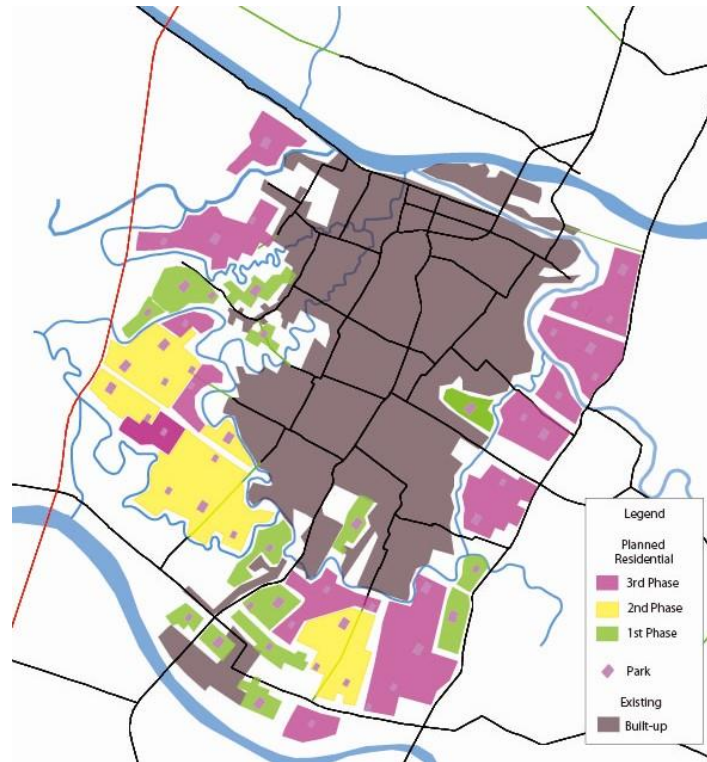 Legend
Planned
Residential
3rd Phase
2nd Phase
1st Phase
Park
Existing
Built-up